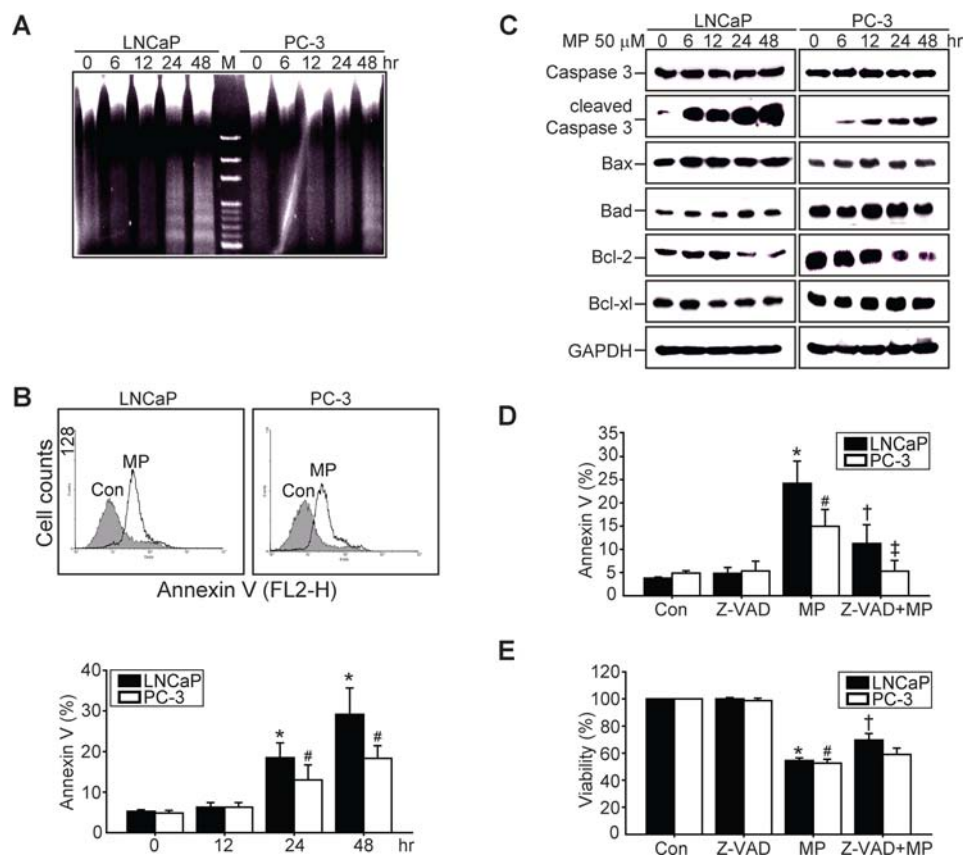 A
LNCaP M PC-3
0 6 12 24 48 0 6 12 24 48 hr
B
LNCaP PC-3
Cell counts
128
MP
Con
MP
Con
Annexin V (FL2-H)
Annexin V (%)
40
30
20
10
0
LNCaP
PC-3
* # * #
0 12 24 48 hr
C
LNCaP PC-3
MP 50 µM 0 6 12 24 48 0 6 12 24 48 hr
Caspase 3
cleaved
Caspase 3
Bax
Bad
Bcl-2
Bcl-xl
GAPDH
D
Annexin V (%)
35
30
25
20
15
10
5
0
LNCaP
PC-3
* # † ‡
Con Z-VAD MP Z-VAD+MP
E
Viability (%)
120
100
80
60
40
20
0
LNCaP
PC-3
* # †
Con Z-VAD MP Z-VAD+MP